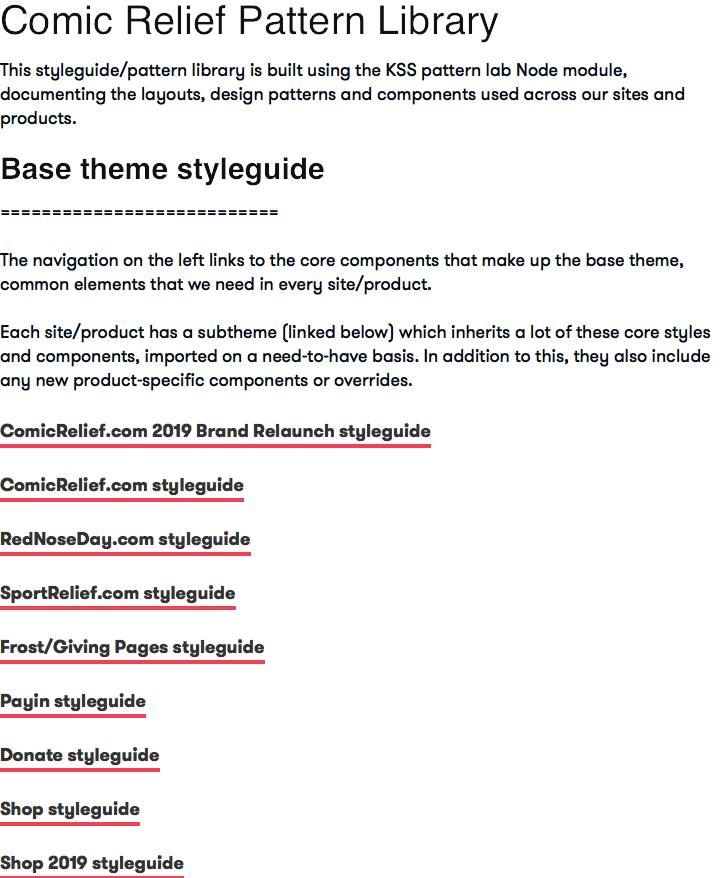 Comic Relief Pattern Library
This styleguide/pattern library is built using the KSS pattern lab Node module,
documenting the layouts, design patterns and components used across our sites and
products.
Base theme styleguide
===========================
The navigation on the left links to the core components that make up the base theme,
common elements that we need in every site/product.
Each site/product has a subtheme (linked below) which inherits a lot of these core styles
and components, imported on a need-to-have basis. In addition to this, they also include
any new product-specific components or overrides.
ComicRelief.com 2019 Brand Relaunch styleguide
ComicRelief.com styleguide
RedNoseDay.com styleguide
SportRelief.com styleguide
Frost/Giving Pages styleguide
Payin styleguide
Donate styleguide
Shop styleguide
Shop 2019 styleguide